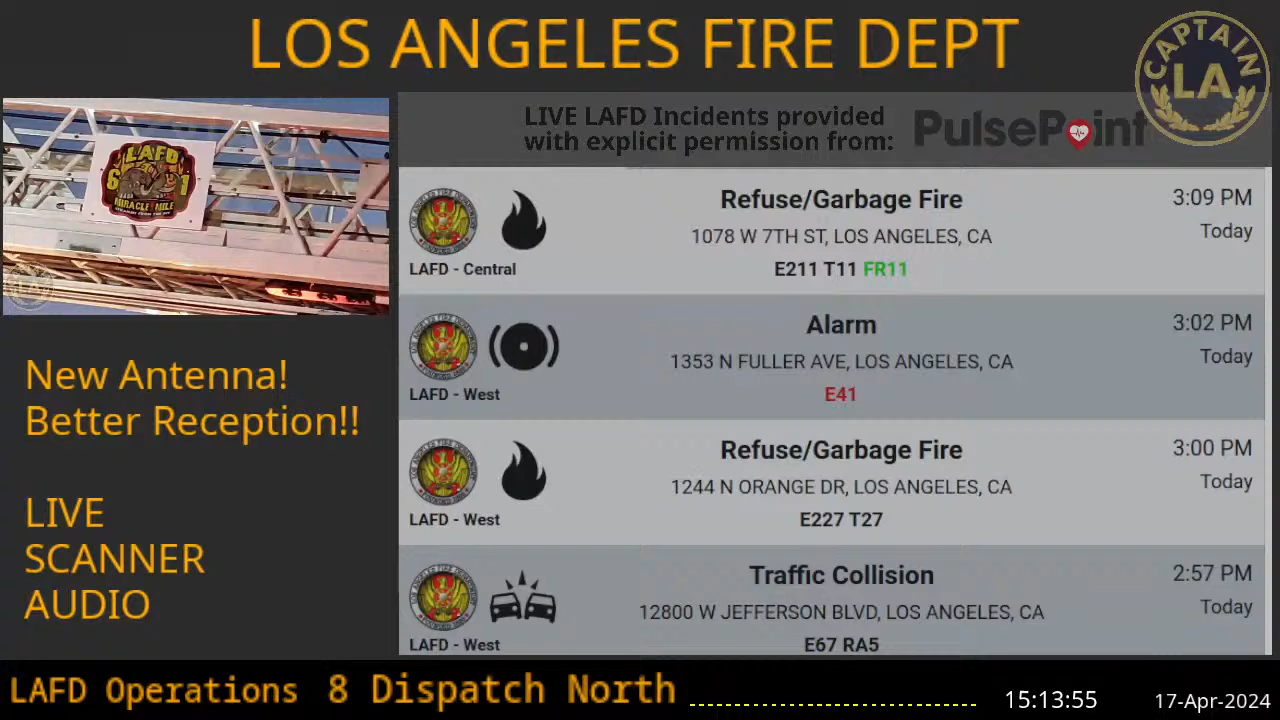 LOS ANGELES FIRE DEPT
CAPTAIN
LA
LIVE LAFD Incidents provided
with explicit permission from:
PulsePoint
LAFD
61
MIRACLE MILE
Refuse/Garbage Fire
3:09 PM
1078 W 7TH ST, LOS ANGELES, CA
Today
LAFD - Central
E211 T11 FR11
Alarm
3:02 PM
1353 N FULLER AVE, LOS ANGELES, CA
Today
LAFD - West
E41
Refuse/Garbage Fire
3:00 PM
1244 N ORANGE DR, LOS ANGELES, CA
Today
LAFD - West
E227 T27
Traffic Collision
2:57 PM
12800 W JEFFERSON BLVD, LOS ANGELES, CA
Today
LAFD - West
E67 RA5
New Antenna!
Better Reception!!
LIVE
SCANNER
AUDIO
LAFD Operations 8 Dispatch North
15:13:55
17-Apr-2024